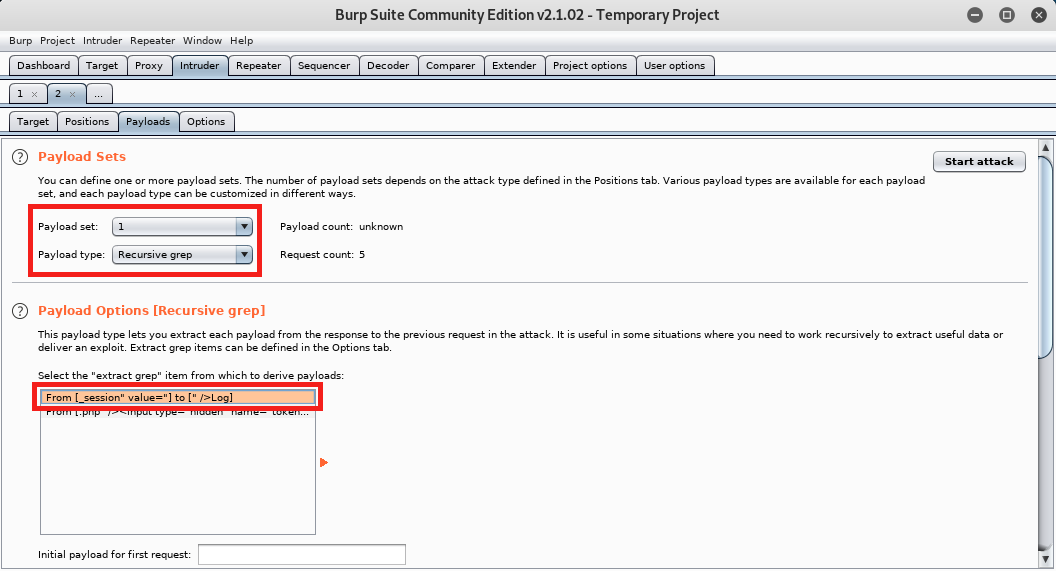 Burp Suite Community Edition v2.1.02 - Temporary Project
Burp Project Intruder Repeater Window Help
Dashboard Target Proxy Intruder Repeater Sequencer Decoder Comparer Extender Project options User options
1 × 2 × ...
Target Positions Payloads Options
? Payload Sets
Start attack
You can define one or more payload sets. The number of payload sets depends on the attack type defined in the Positions tab. Various payload types are available for each payload
set, and each payload type can be customized in different ways.
Payload set: 1 Payload count: unknown
Payload type: Recursive grep Request count: 5
? Payload Options [Recursive grep]
This payload type lets you extract each payload from the response to the previous request in the attack. It is useful in some situations where you need to work recursively to extract useful data or
deliver an exploit. Extract grep items can be defined in the Options tab.
Select the "extract grep" item from which to derive payloads:
From [_session" value="] to [" />Log]
From [.php" /><input type="hidden" name="token...
Initial payload for first request: